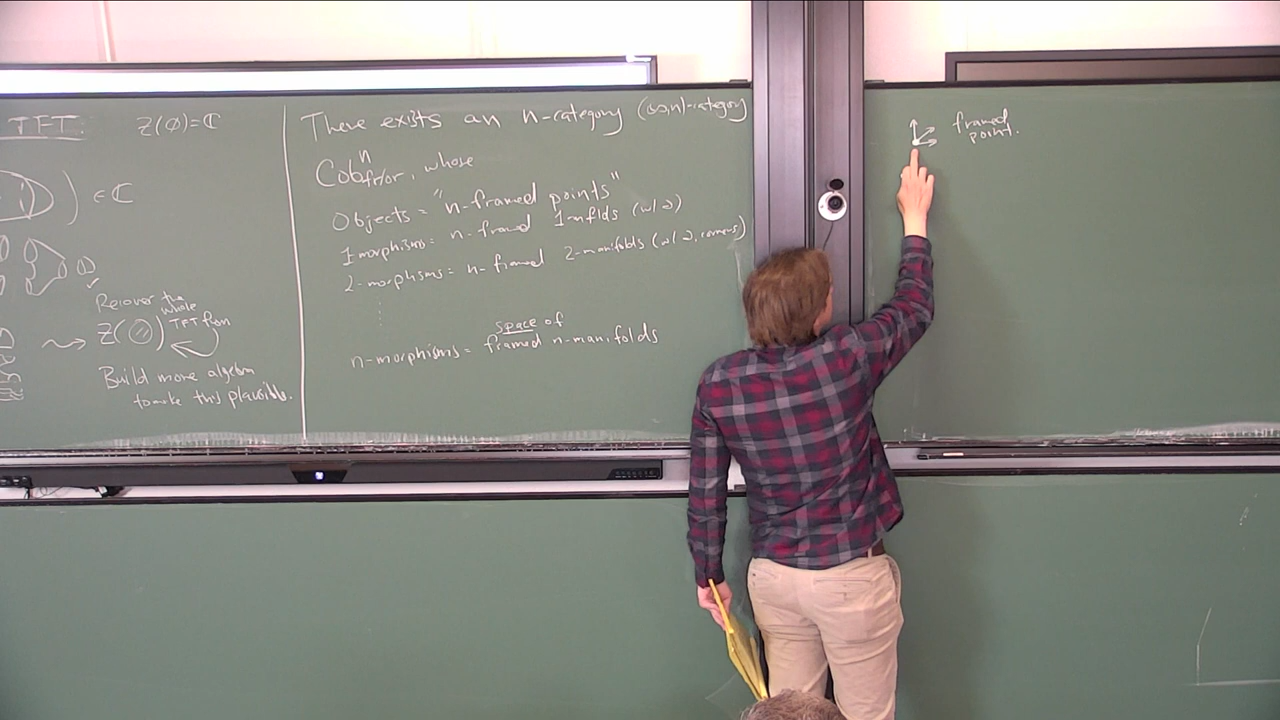 TFT:
Z(∅)=ℂ
) ∈ ℂ
Recover the
whole
Z( ) TFT from
Build more algebra
to make this plausible.
There exists an n-category (∞,n)-category
Cobⁿ fr/or, whose
Objects = "n-framed points"
1 morphisms = n-framed 1-mflds (w/ ∂)
2-morphisms = n-framed 2-manifolds (w/ ∂, corners)
space of
n-morphisms = framed n-manifolds
framed
point.